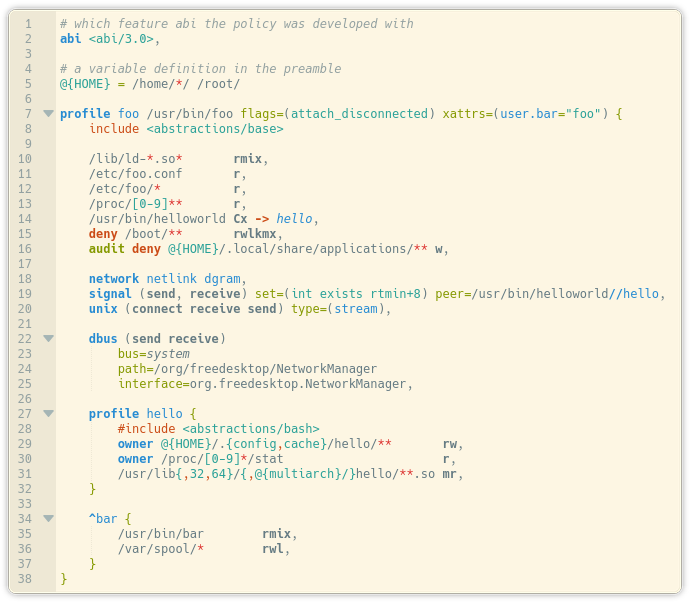 1 # which feature abi the policy was developed with
2 abi <abi/3.0>,
3
4 # a variable definition in the preamble
5 @{HOME} = /home/*/ /root/
6
7 profile foo /usr/bin/foo flags=(attach_disconnected) xattrs=(user.bar="foo") {
8     include <abstractions/base>
9
10     /lib/ld-*.so*       rmix,
11     /etc/foo.conf       r,
12     /etc/foo/*          r,
13     /proc/[0-9]**       r,
14     /usr/bin/helloworld Cx -> hello,
15     deny /boot/**       rwlkmx,
16     audit deny @{HOME}/.local/share/applications/** w,
17
18     network netlink dgram,
19     signal (send, receive) set=(int exists rtmin+8) peer=/usr/bin/helloworld//hello,
20     unix (connect receive send) type=(stream),
21
22     dbus (send receive)
23         bus=system
24         path=/org/freedesktop/NetworkManager
25         interface=org.freedesktop.NetworkManager,
26
27     profile hello {
28         #include <abstractions/bash>
29         owner @{HOME}/.{config,cache}/hello/**       rw,
30         owner /proc/[0-9]*/stat                      r,
31         /usr/lib{,32,64}/{,@{multiarch}/}hello/**.so mr,
32     }
33
34     ^bar {
35         /usr/bin/bar        rmix,
36         /var/spool/*        rwl,
37     }
38 }